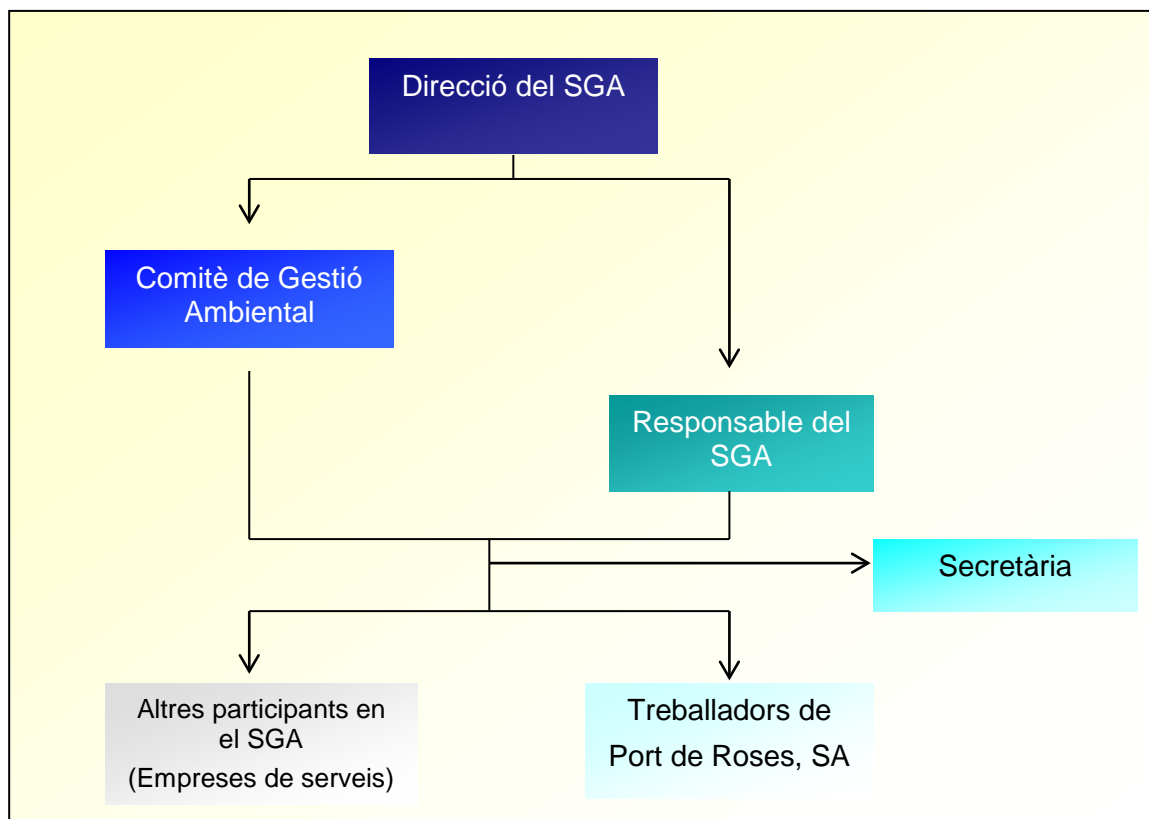 Direcció del SGA
Comitè de Gestió
Ambiental
Responsable del
SGA
Secretària
Altres participants en
el SGA
(Empreses de serveis)
Treballadors de
Port de Roses, SA